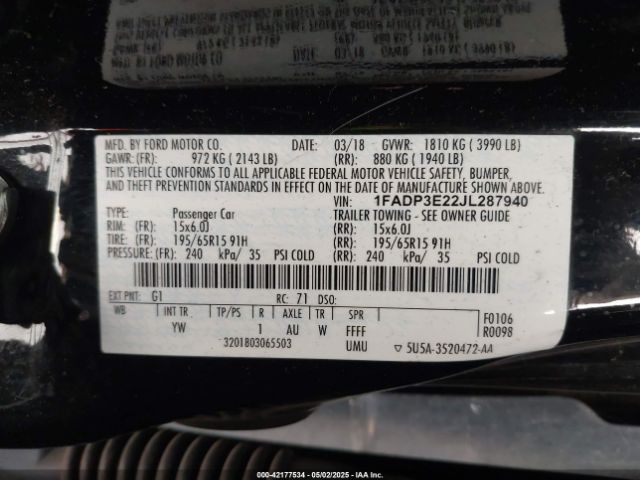 MFD. BY FORD MOTOR CO. DATE: 03/18 GVWR: 1810 KG ( 3990 LB)
GAWR: (FR): 972 KG ( 2143 LB) (RR): 880 KG ( 1940 LB)
THIS VEHICLE CONFORMS TO ALL APPLICABLE FEDERAL MOTOR VEHICLE SAFETY, BUMPER,
AND THEFT PREVENTION STANDARDS IN EFFECT ON THE DATE OF MANUFACTURE SHOWN ABOVE.
VIN: 1FADP3E22JL287940
TYPE: Passenger Car TRAILER TOWING - SEE OWNER GUIDE
RIM: (FR): 15x6.0J (RR): 15x6.0J
TIRE: (FR): 195/65R15 91H (RR): 195/65R15 91H
PRESSURE: (FR): 240 kPa/ 35 PSI COLD (RR): 240 kPa/ 35 PSI COLD
EXT PNT: G1 RC: 71 DSO:
WB INT TR TP/PS R AXLE TR SPR F0106
YW 1 AU W FFFF R0098
3201803065503 UMU ▽ 5U5A-3520472-AA
000-42177534 - 05/02/2025 - IAAI.com